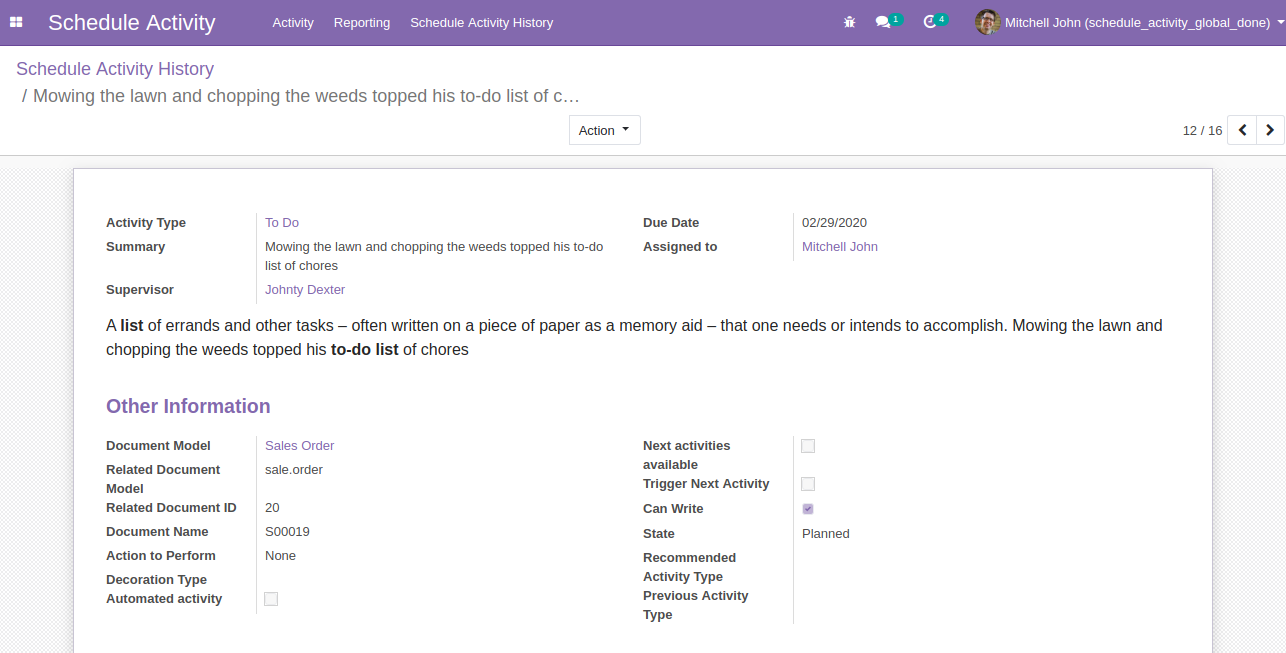 Schedule Activity Activity Reporting Schedule Activity History 1 4 Mitchell John (schedule_activity_global_done)
Schedule Activity History
/ Mowing the lawn and chopping the weeds topped his to-do list of c…
Action 12 / 16
Activity Type To Do
Summary Mowing the lawn and chopping the weeds topped his to-do
list of chores
Supervisor Johnty Dexter
Due Date 02/29/2020
Assigned to Mitchell John
A list of errands and other tasks – often written on a piece of paper as a memory aid – that one needs or intends to accomplish. Mowing the lawn and
chopping the weeds topped his to-do list of chores
Other Information
Document Model Sales Order
Related Document sale.order
Model
Related Document ID 20
Document Name S00019
Action to Perform None
Decoration Type
Automated activity
Next activities
available
Trigger Next Activity
Can Write
State Planned
Recommended
Activity Type
Previous Activity
Type